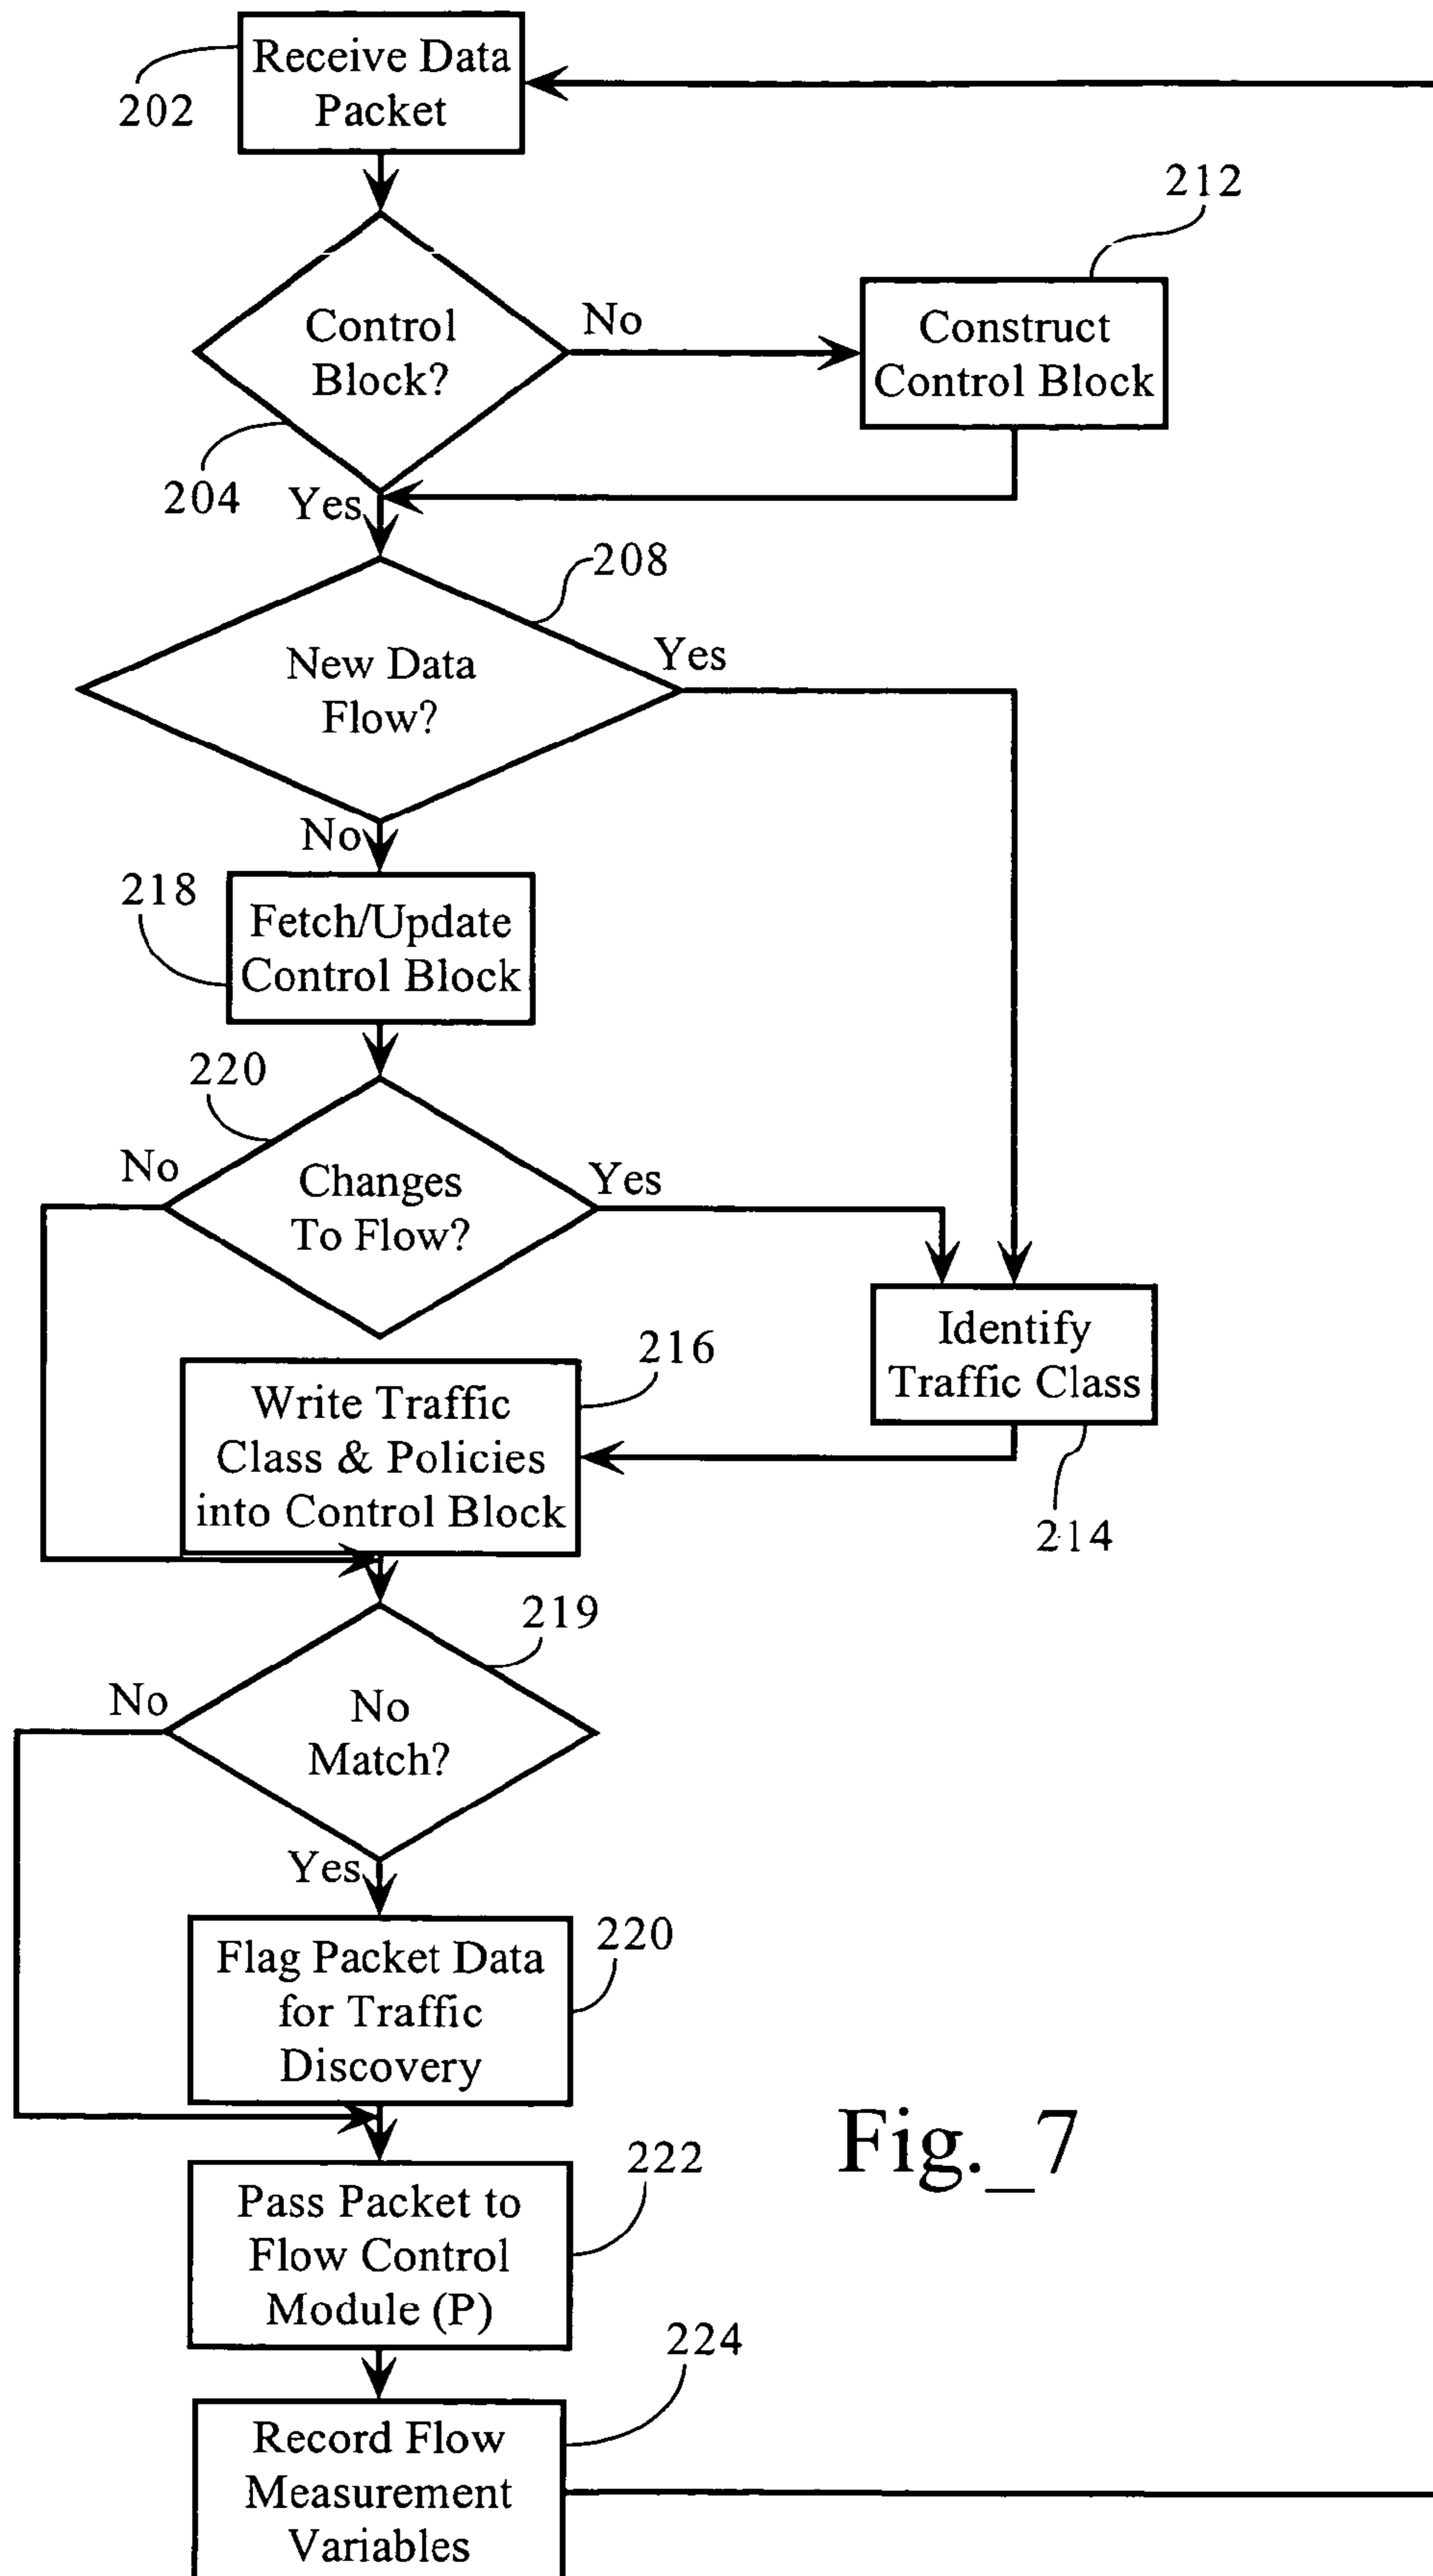 Receive Data
Packet
202
212
Control
Block?
No
Construct
Control Block
204
Yes
208
New Data
Flow?
Yes
No
218
Fetch/Update
Control Block
220
No
Changes
To Flow?
Yes
Identify
Traffic Class
216
Write Traffic
Class & Policies
into Control Block
214
219
No
No
Match?
Yes
220
Flag Packet Data
for Traffic
Discovery
Fig._7
222
Pass Packet to
Flow Control
Module (P)
224
Record Flow
Measurement
Variables